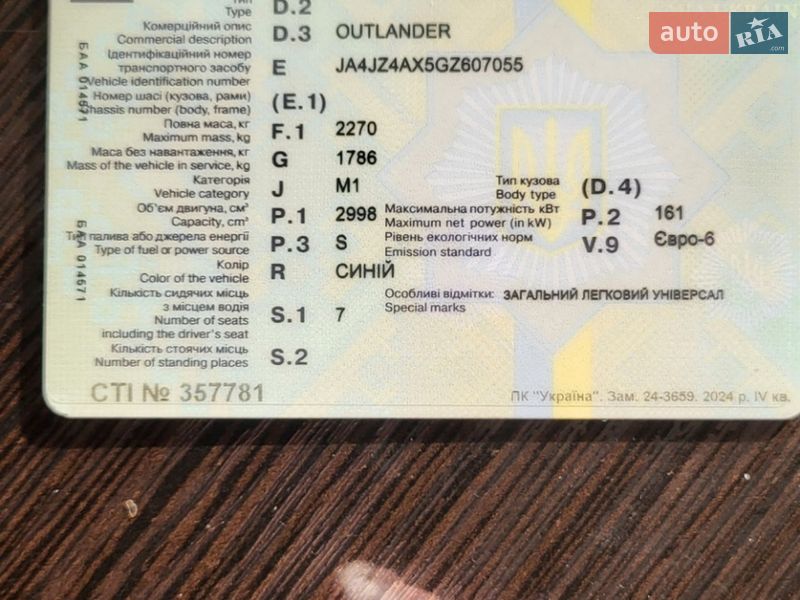 Type D.2
Комерційний опис
Commercial description D.3 OUTLANDER
Ідентифікаційний номер
транспортного засобу
Vehicle identification number E JA4JZ4AX5GZ607055
Номер шасі (кузова, рами)
Chassis number (body, frame) (E.1)
Повна маса, кг
Maximum mass, kg F.1 2270
Маса без навантаження, кг
Mass of the vehicle in service, kg G 1786
Категорія
Vehicle category J M1
Тип кузова
Body type (D.4)
Об'єм двигуна, см³
Capacity, cm³ P.1 2998
Максимальна потужність кВт
Maximum net power (in kW) P.2 161
Тип палива або джерела енергії
Type of fuel or power source P.3 S
Рівень екологічних норм
Emission standard V.9 Євро-6
Колір
Color of the vehicle R СИНІЙ
Кількість сидячих місць
з місцем водія
Number of seats
including the driver's seat S.1 7
Особливі відмітки: ЗАГАЛЬНИЙ ЛЕГКОВИЙ УНІВЕРСАЛ
Special marks
Кількість стоячих місць
Number of standing places S.2
СТІ № 357781
ПК "Україна". Зам. 24-3659. 2024 р. IV кв.
БАА 014571
БАА 014571
auto RIA .com